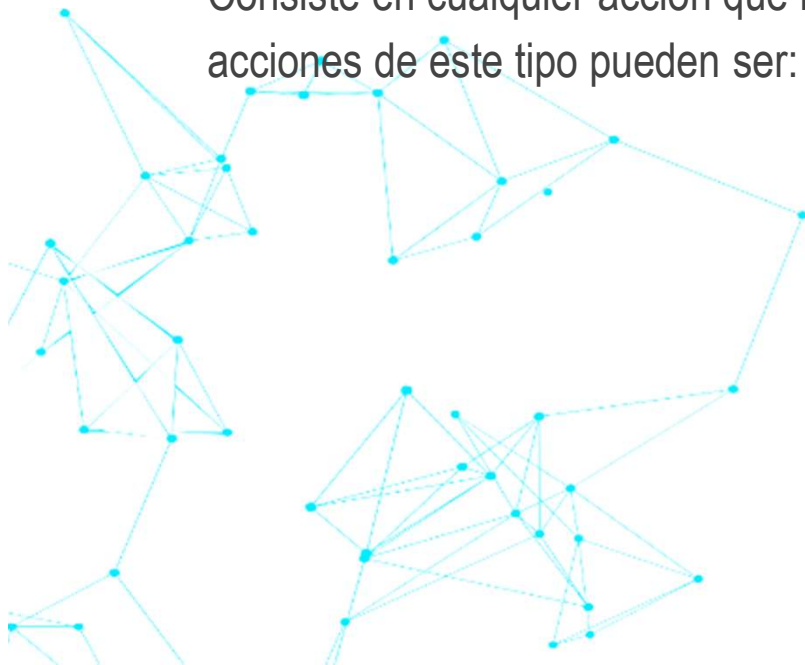 Consiste en cualquier acción que
acciones de este tipo pueden ser: